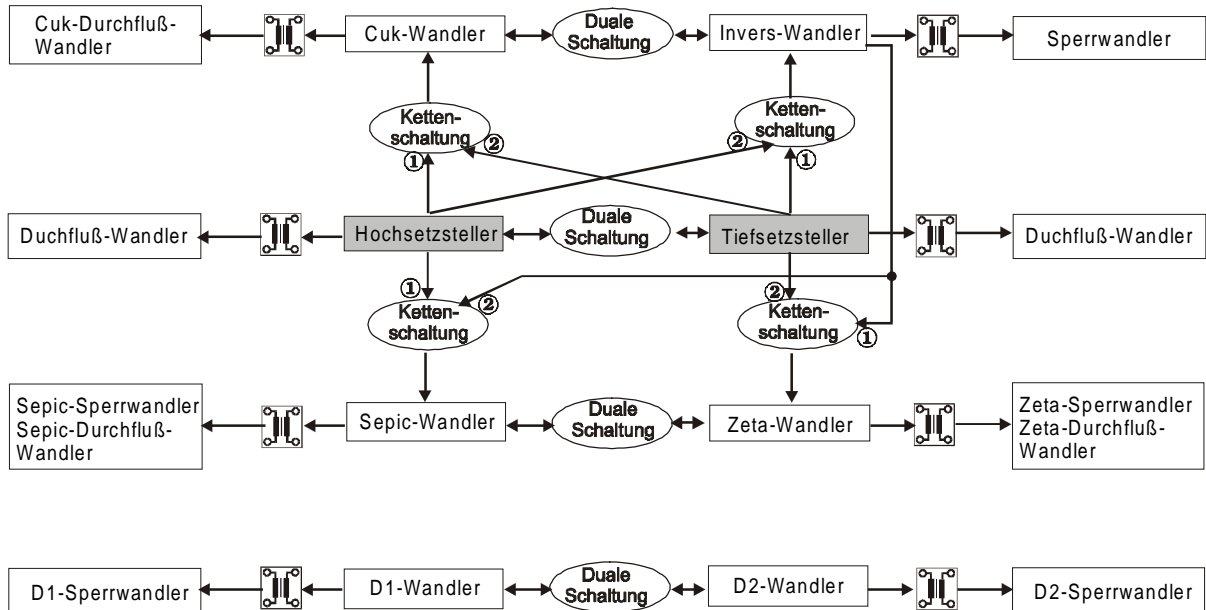 Cuk-Durchfluß-
Wandler
Cuk-Wandler
Duale
Schaltung
Invers-Wandler
Sperrwandler
Ketten-
schaltung
①
②
Ketten-
schaltung
②
①
Duchfluß-Wandler
Hochsetzsteller
Duale
Schaltung
Tiefsetzsteller
Duchfluß-Wandler
①
②
Ketten-
schaltung
②
①
Ketten-
schaltung
Sepic-Sperrwandler
Sepic-Durchfluß-
Wandler
Sepic-Wandler
Duale
Schaltung
Zeta-Wandler
Zeta-Sperrwandler
Zeta-Durchfluß-
Wandler
D1-Sperrwandler
D1-Wandler
Duale
Schaltung
D2-Wandler
D2-Sperrwandler